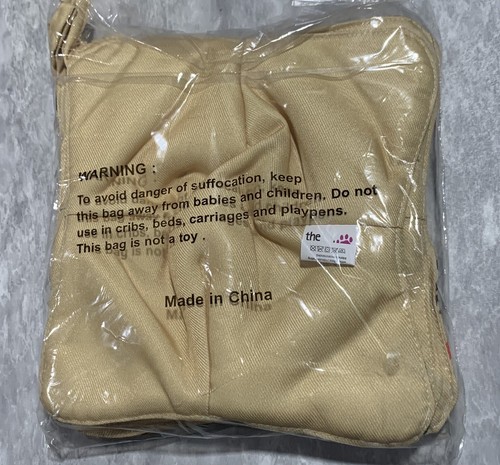 WARNING :
To avoid danger of suffocation, keep
this bag away from babies and children. Do not
use in cribs, beds, carriages and playpens.
This bag is not a toy .
the
Made in China